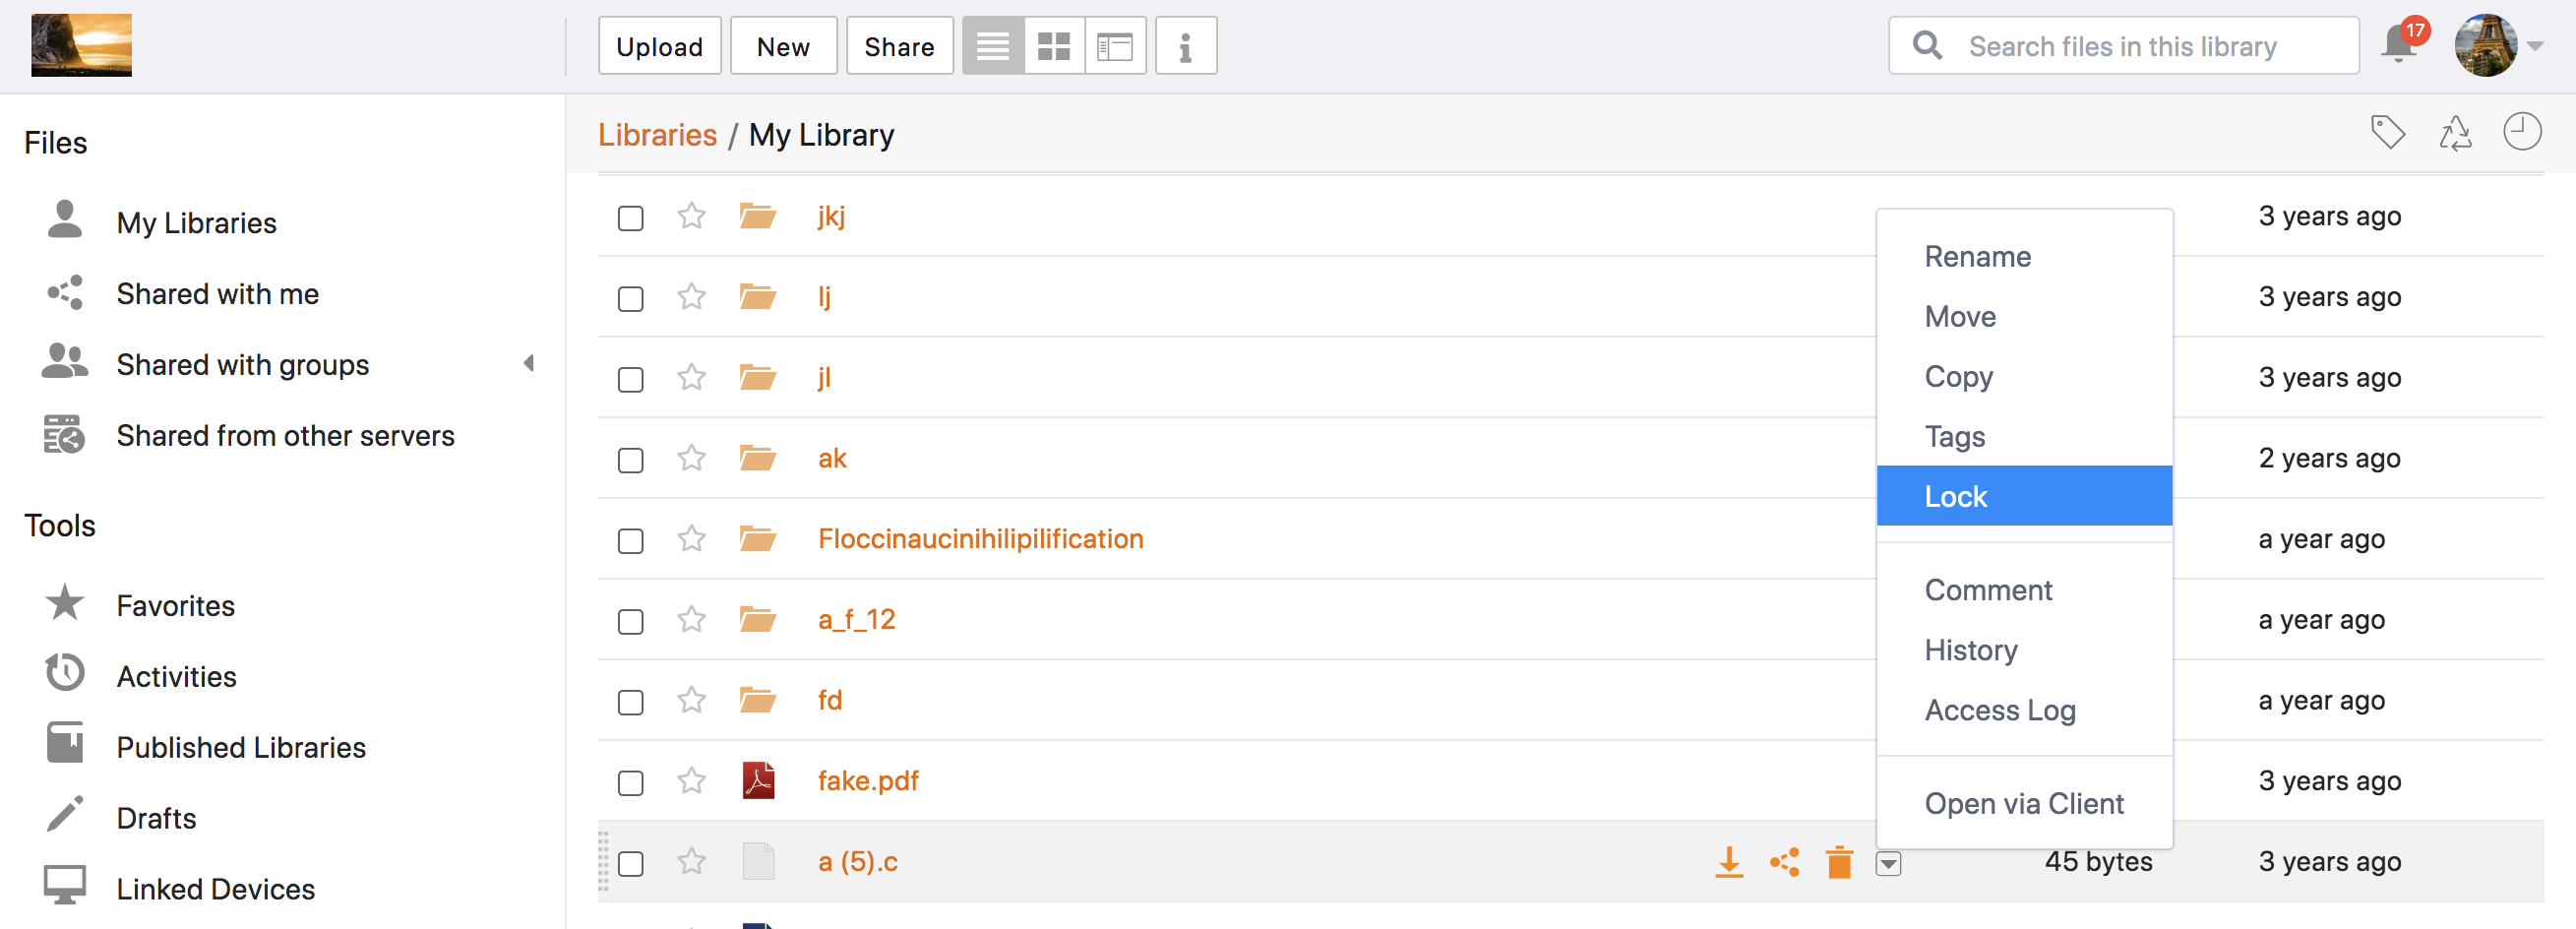 Upload New Share Search files in this library 17
Files
My Libraries
Shared with me
Shared with groups
Shared from other servers
Tools
Favorites
Activities
Published Libraries
Drafts
Linked Devices
Libraries / My Library
jkj 3 years ago
lj 3 years ago
jl 3 years ago
ak 2 years ago
Floccinaucinihilipilification a year ago
a_f_12 a year ago
fd a year ago
fake.pdf 3 years ago
a (5).c 45 bytes 3 years ago
Rename
Move
Copy
Tags
Lock
Comment
History
Access Log
Open via Client